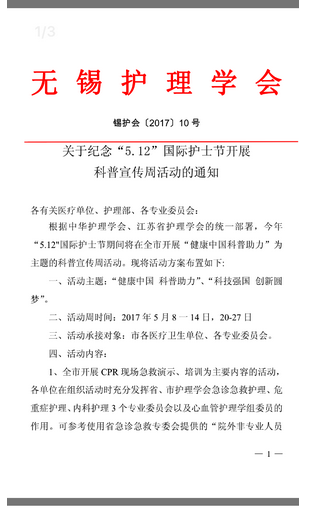 1/3
无锡护理学会
锡护会〔2017〕10号
关于纪念“5.12”国际护士节开展
科普宣传周活动的通知
各有关医疗单位、护理部、各专业委员会：
根据中华护理学会、江苏省护理学会的统一部署，今年
“5.12"国际护士节期间将在全市开展“健康中国科普助力”为
主题的科普宣传周活动。现将活动方案布置如下:
一、活动主题：“健康中国 科普助力”、“科技强国 创新圆
梦”。
二、活动周时间：2017 年 5 月 8 一 14 日，20-27 日
三、活动承接对象：市各医疗卫生单位、各专业委员会。
四、活动内容：
1、全市开展 CPR 现场急救演示、培训为主要内容的活动，
各单位在组织活动时充分发挥省、市护理学会急诊急救护理、危
重症护理、内科护理 3 个专业委员会以及心血管护理学组委员的
作用。可参考使用省急诊急救专委会提供的“院外非专业人员
— 1 —